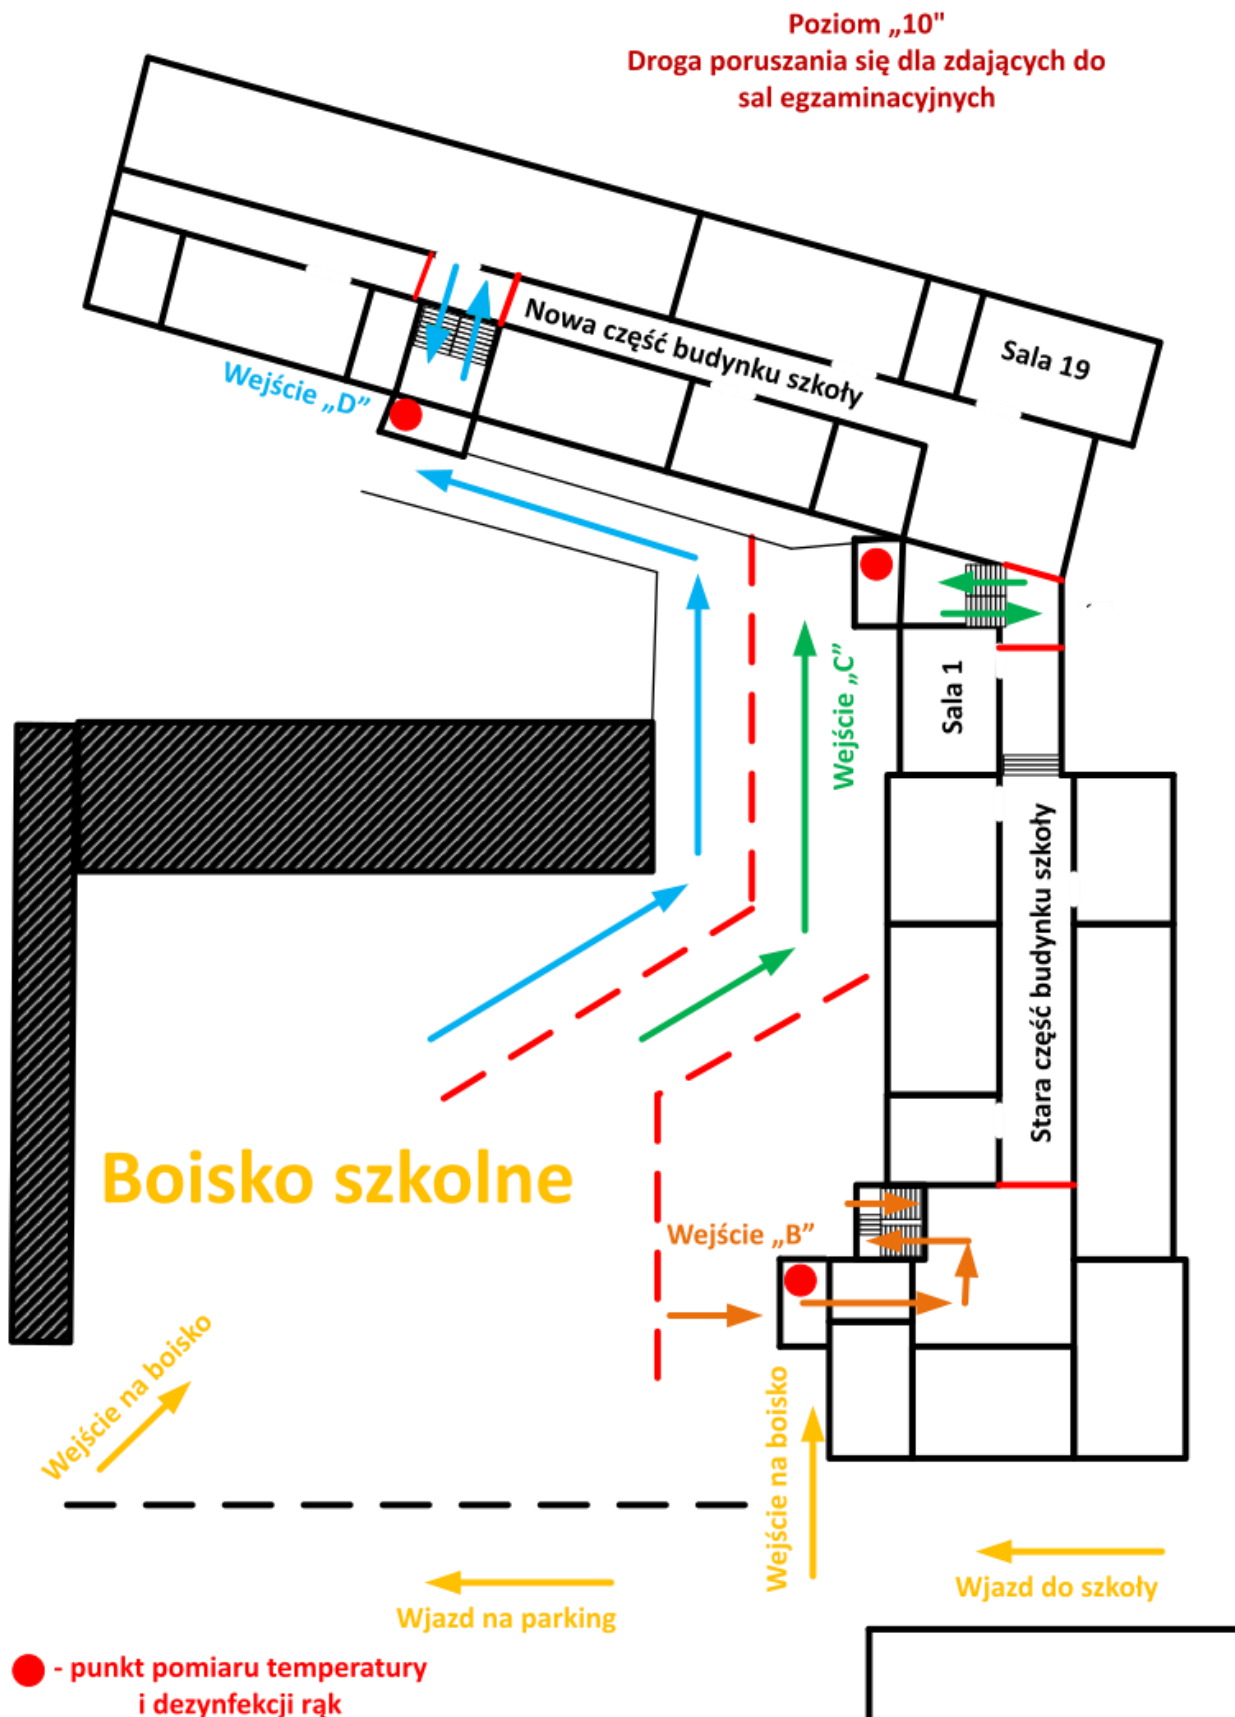 Poziom „10"
Droga poruszania się dla zdających do
sal egzaminacyjnych
Nowa część budynku szkoły
Sala 19
Wejście „D”
Wejście „C”
Sala 1
Stara część budynku szkoły
Boisko szkolne
Wejście „B”
Wejście na boisko
Wejście na boisko
Wjazd do szkoły
Wjazd na parking
- punkt pomiaru temperatury
i dezynfekcji rąk